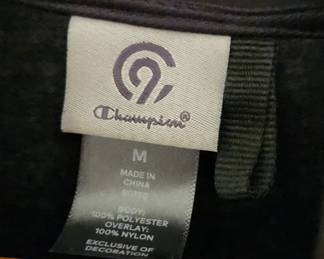 Champion®
M
MADE IN
CHINA
BODY:
100% POLYESTER
OVERLAY:
100% NYLON
EXCLUSIVE OF
DECORATION